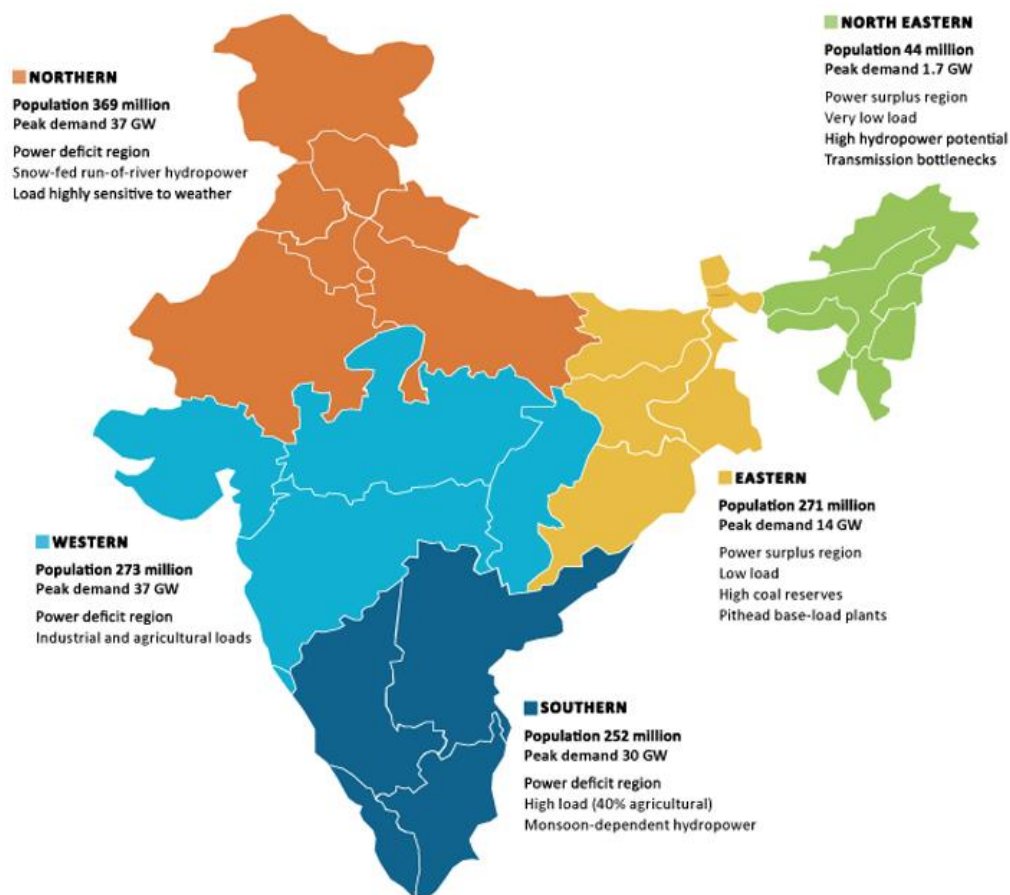 NORTHERN
Population 369 million
Peak demand 37 GW
Power deficit region
Snow-fed run-of-river hydropower
Load highly sensitive to weather
NORTH EASTERN
Population 44 million
Peak demand 1.7 GW
Power surplus region
Very low load
High hydropower potential
Transmission bottlenecks
WESTERN
Population 273 million
Peak demand 37 GW
Power deficit region
Industrial and agricultural loads
EASTERN
Population 271 million
Peak demand 14 GW
Power surplus region
Low load
High coal reserves
Pithead base-load plants
SOUTHERN
Population 252 million
Peak demand 30 GW
Power deficit region
High load (40% agricultural)
Monsoon-dependent hydropower